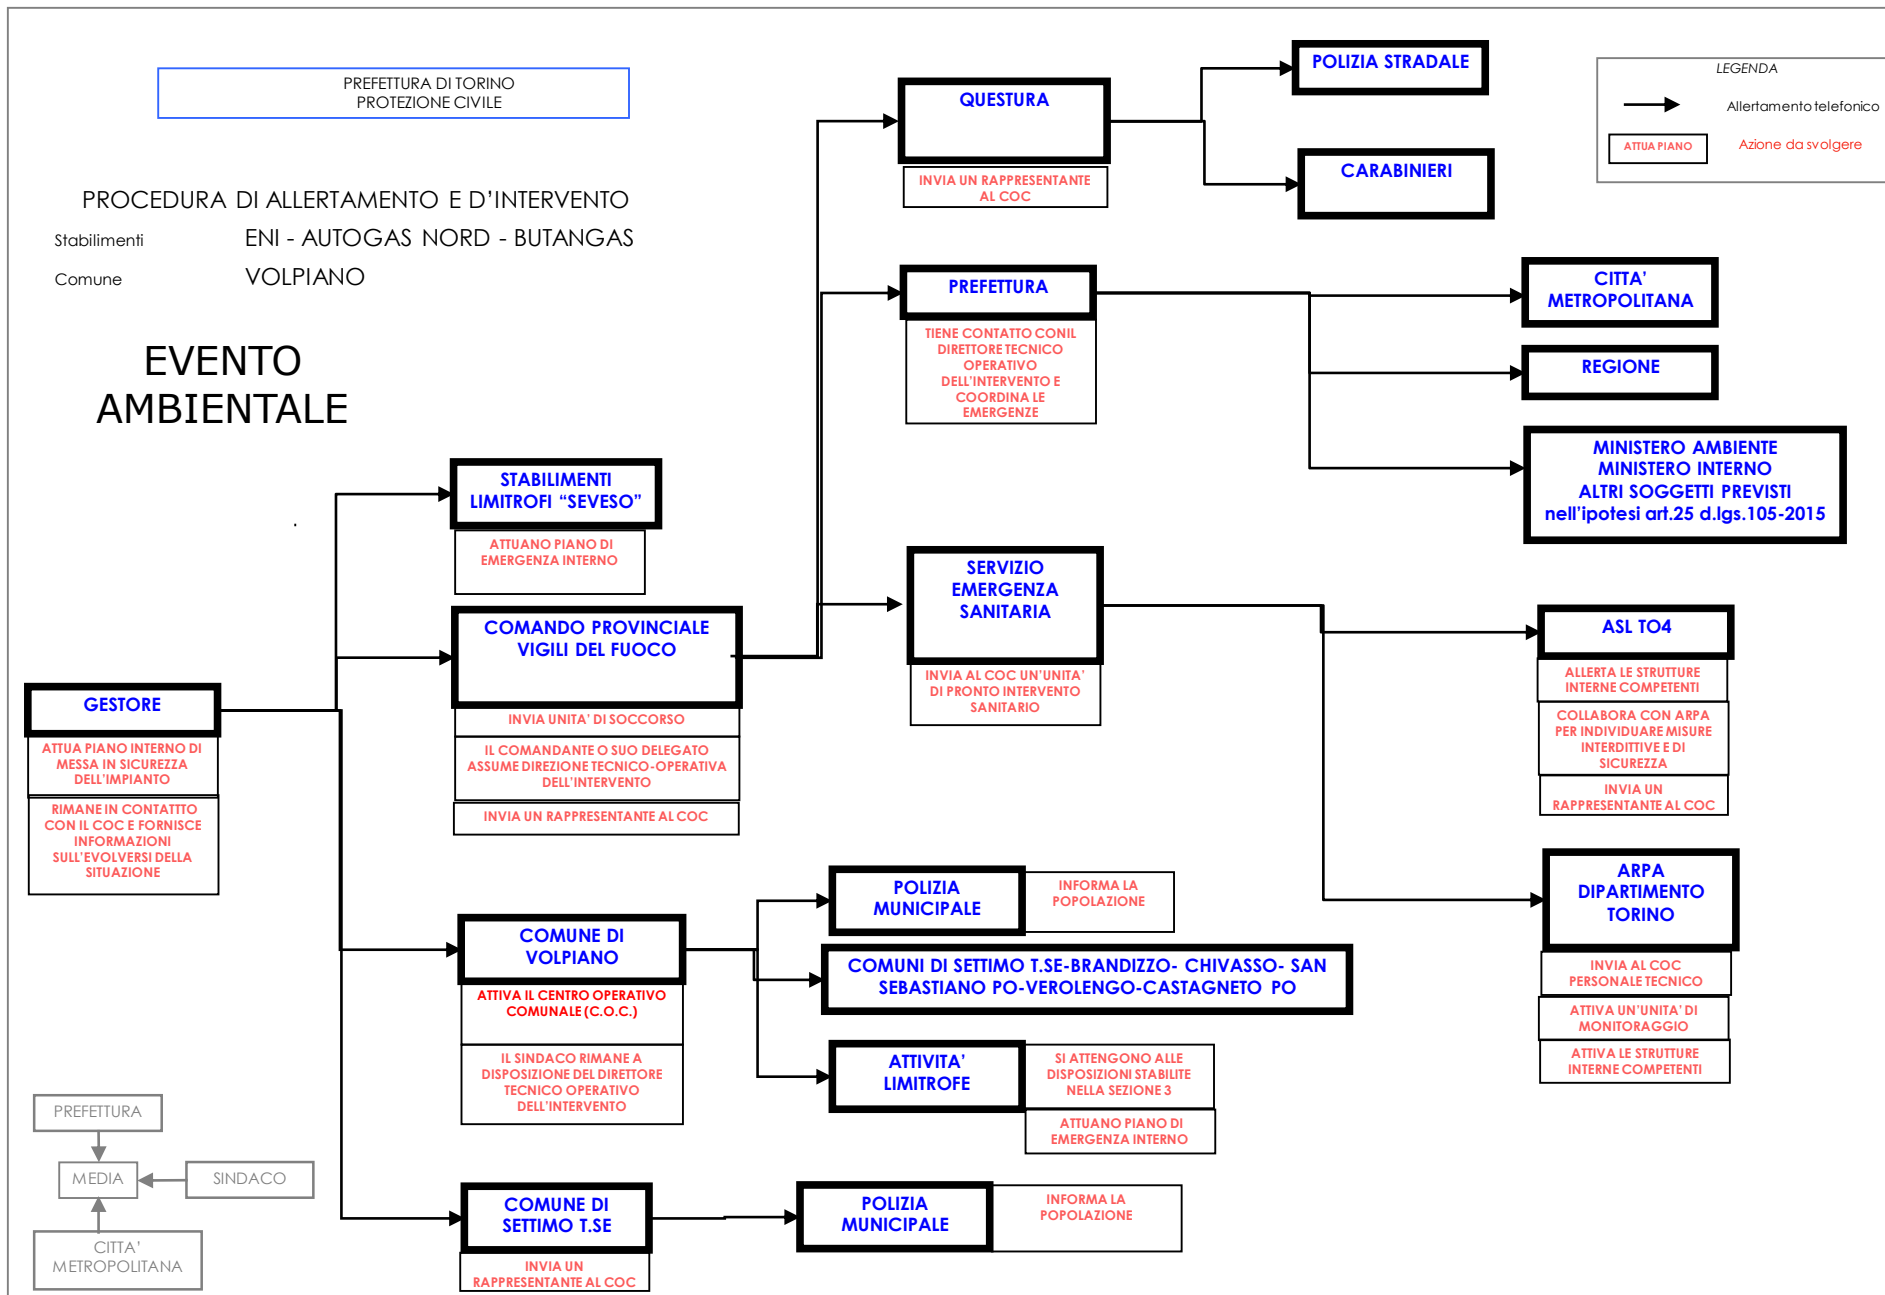 PREFETTURA DI TORINO
PROTEZIONE CIVILE
PROCEDURA DI ALLERTAMENTO E D'INTERVENTO
Stabilimenti ENI - AUTOGAS NORD - BUTANGAS
Comune VOLPIANO
EVENTO
AMBIENTALE
LEGENDA
Allertamento telefonico
ATTUA PIANO
Azione da svolgere
QUESTURA
INVIA UN RAPPRESENTANTE
AL COC
POLIZIA STRADALE
CARABINIERI
PREFETTURA
TIENE CONTATTO CONIL
DIRETTORE TECNICO
OPERATIVO
DELL'INTERVENTO E
COORDINA LE
EMERGENZE
CITTA'
METROPOLITANA
REGIONE
MINISTERO AMBIENTE
MINISTERO INTERNO
ALTRI SOGGETTI PREVISTI
nell'ipotesi art.25 d.lgs.105-2015
STABILIMENTI
LIMITROFI “SEVESO”
ATTUANO PIANO DI
EMERGENZA INTERNO
COMANDO PROVINCIALE
VIGILI DEL FUOCO
INVIA UNITA' DI SOCCORSO
IL COMANDANTE O SUO DELEGATO
ASSUME DIREZIONE TECNICO-OPERATIVA
DELL'INTERVENTO
INVIA UN RAPPRESENTANTE AL COC
SERVIZIO
EMERGENZA
SANITARIA
INVIA AL COC UN'UNITA'
DI PRONTO INTERVENTO
SANITARIO
ASL TO4
ALLERTA LE STRUTTURE
INTERNE COMPETENTI
COLLABORA CON ARPA
PER INDIVIDUARE MISURE
INTERDITTIVE E DI
SICUREZZA
INVIA UN
RAPPRESENTANTE AL COC
GESTORE
ATTUA PIANO INTERNO DI
MESSA IN SICUREZZA
DELL'IMPIANTO
RIMANE IN CONTATTTO
CON IL COC E FORNISCE
INFORMAZIONI
SULL'EVOLVERSI DELLA
SITUAZIONE
ARPA
DIPARTIMENTO
TORINO
INVIA AL COC
PERSONALE TECNICO
ATTIVA UN'UNITA' DI
MONITORAGGIO
ATTIVA LE STRUTTURE
INTERNE COMPETENTI
COMUNE DI
VOLPIANO
ATTIVA IL CENTRO OPERATIVO
COMUNALE (C.O.C.)
IL SINDACO RIMANE A
DISPOSIZIONE DEL DIRETTORE
TECNICO OPERATIVO
DELL'INTERVENTO
POLIZIA
MUNICIPALE
INFORMA LA
POPOLAZIONE
COMUNI DI SETTIMO T.SE-BRANDIZZO- CHIVASSO- SAN
SEBASTIANO PO-VEROLENGO-CASTAGNETO PO
ATTIVITA'
LIMITROFE
SI ATTENGONO ALLE
DISPOSIZIONI STABILITE
NELLA SEZIONE 3
ATTUANO PIANO DI
EMERGENZA INTERNO
COMUNE DI
SETTIMO T.SE
INVIA UN
RAPPRESENTANTE AL COC
POLIZIA
MUNICIPALE
INFORMA LA
POPOLAZIONE
PREFETTURA
MEDIA
SINDACO
CITTA'
METROPOLITANA